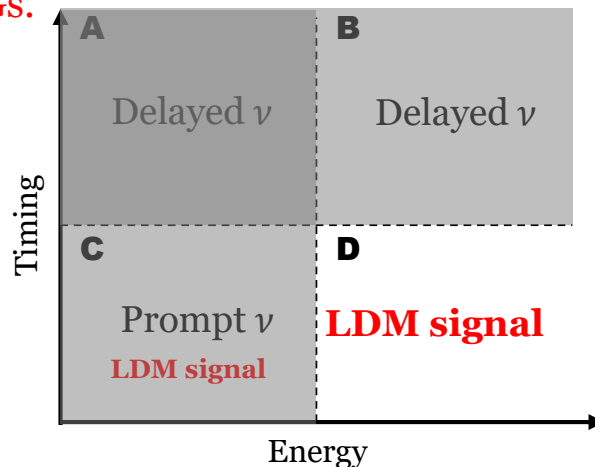 A
B
Delayed ν
Delayed ν
Timing
C
D
Prompt ν
LDM signal
LDM signal
Energy